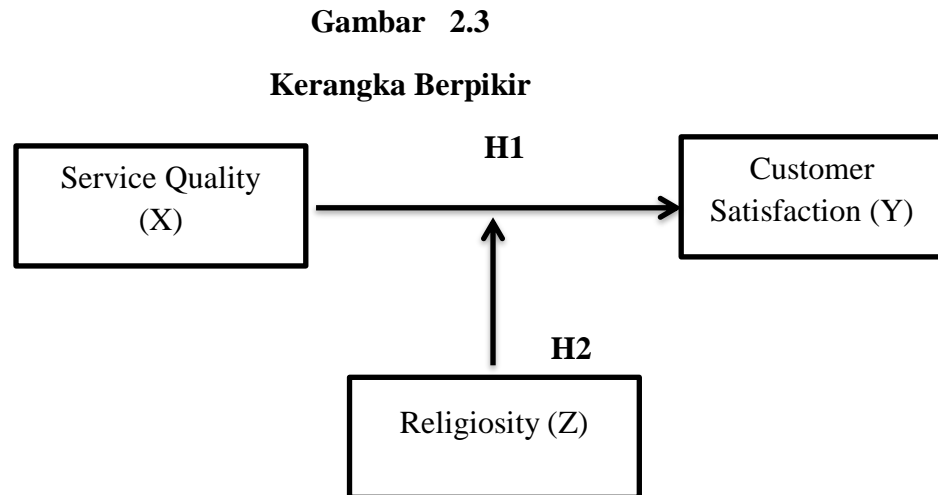 Gambar 2.3
Kerangka Berpikir
H1
Service Quality
(X)
Customer
Satisfaction (Y)
H2
Religiosity (Z)